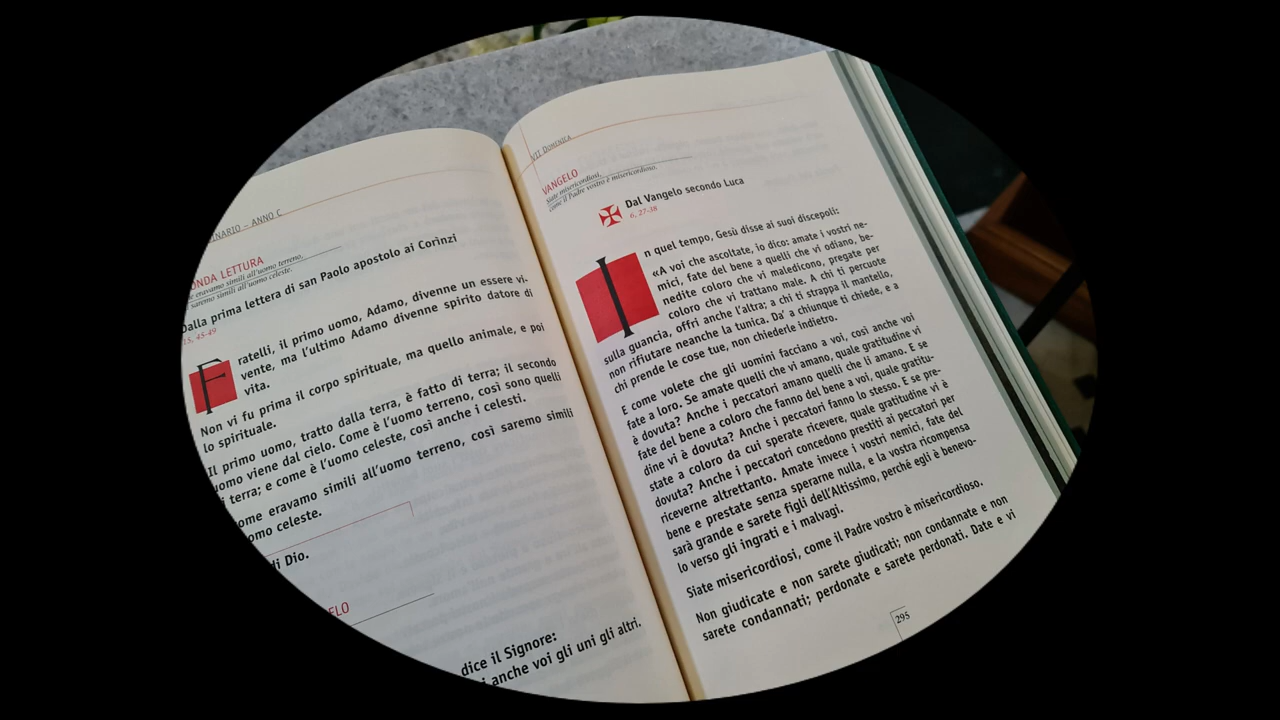 – ANNO C
LETTURA
eravamo simili all'uomo terreno,
saremo simili all'uomo celeste.
Dalla prima lettera di san Paolo apostolo ai Corìnzi
15, 45-49
Fratelli, il primo uomo, Adamo, divenne un essere vi-
vente, ma l'ultimo Adamo divenne spirito datore di
vita.
Non vi fu prima il corpo spirituale, ma quello animale, e poi
lo spirituale.
Il primo uomo, tratto dalla terra, è fatto di terra; il secondo
uomo viene dal cielo. Come è l'uomo terreno, così sono quelli
di terra; e come è l'uomo celeste, così anche i celesti.
eravamo simili all'uomo terreno, così saremo simili
celeste.
di Dio.
dice il Signore:
anche voi gli uni gli altri.
VII DOMENICA
VANGELO
Siate misericordiosi,
come il Padre vostro è misericordioso.
Dal Vangelo secondo Luca
6, 27-38
In quel tempo, Gesù disse ai suoi discepoli:
«A voi che ascoltate, io dico: amate i vostri ne-
mici, fate del bene a quelli che vi odiano, be-
nedite coloro che vi maledicono, pregate per
coloro che vi trattano male. A chi ti percuote
sulla guancia, offri anche l'altra; a chi ti strappa il mantello,
non rifiutare neanche la tunica. Da' a chiunque ti chiede, e a
chi prende le cose tue, non chiederle indietro.
E come volete che gli uomini facciano a voi, così anche voi
fate a loro. Se amate quelli che vi amano, quale gratitudine vi
è dovuta? Anche i peccatori amano quelli che li amano. E se
fate del bene a coloro che fanno del bene a voi, quale gratitu-
dine vi è dovuta? Anche i peccatori fanno lo stesso. E se pre-
state a coloro da cui sperate ricevere, quale gratitudine vi è
dovuta? Anche i peccatori concedono prestiti ai peccatori per
riceverne altrettanto. Amate invece i vostri nemici, fate del
bene e prestate senza sperarne nulla, e la vostra ricompensa
sarà grande e sarete figli dell'Altissimo, perché egli è benevo-
lo verso gli ingrati e i malvagi.
Siate misericordiosi, come il Padre vostro è misericordioso.
Non giudicate e non sarete giudicati; non condannate e non
sarete condannati; perdonate e sarete perdonati. Date e vi
295